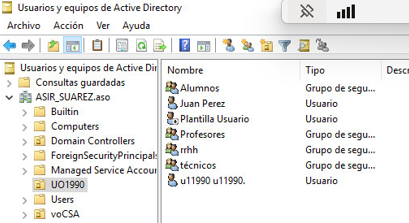 Usuarios y equipos de Active Directory
Archivo Acción Ver Ayuda
Usuarios y equipos de Active Direct
Consultas guardadas
ASIR_SUAREZ.aso
Builtin
Computers
Domain Controllers
ForeignSecurityPrincipals
Managed Service Accoun
UO1990
Users
voCSA
Nombre Tipo Descri
Alumnos Grupo de segu...
Juan Perez Usuario
Plantilla Usuario Usuario
Profesores Grupo de segu...
rrhh Grupo de segu...
técnicos Grupo de segu...
u11990 u11990. Usuario